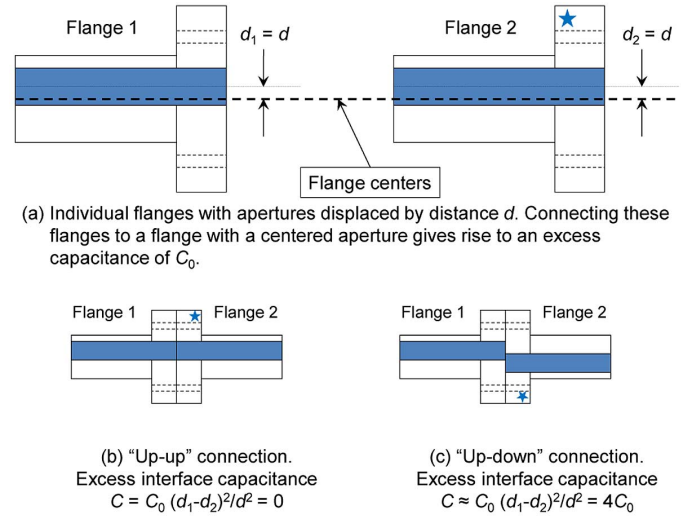 Flange 1
d₁ = d
Flange 2
d₂ = d
Flange centers
(a) Individual flanges with apertures displaced by distance d. Connecting these
flanges to a flange with a centered aperture gives rise to an excess
capacitance of C₀.
Flange 1
Flange 2
Flange 1
Flange 2
(b) “Up-up” connection.
Excess interface capacitance
C = C₀ (d₁-d₂)²/d² = 0
(c) “Up-down” connection.
Excess interface capacitance
C ≈ C₀ (d₁-d₂)²/d² = 4C₀